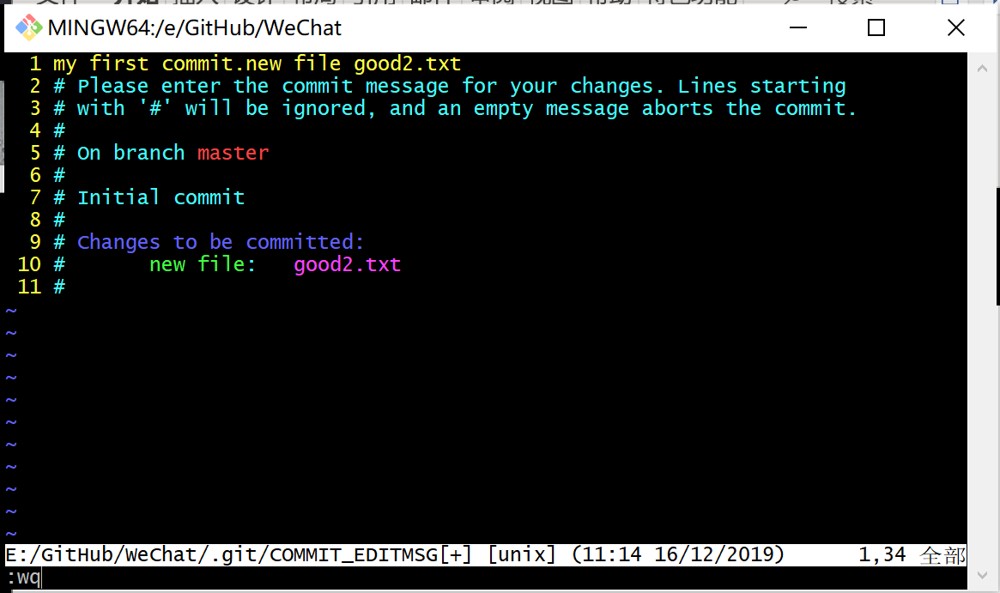 MINGW64:/e/GitHub/WeChat
1 my first commit.new file good2.txt
2 # Please enter the commit message for your changes. Lines starting
3 # with '#' will be ignored, and an empty message aborts the commit.
4 #
5 # On branch master
6 #
7 # Initial commit
8 #
9 # Changes to be committed:
10 #       new file:   good2.txt
11 #
~
~
~
~
~
~
~
~
~
~
~
E:/GitHub/WeChat/.git/COMMIT_EDITMSG[+] [unix] (11:14 16/12/2019) 1,34 全部
:wq